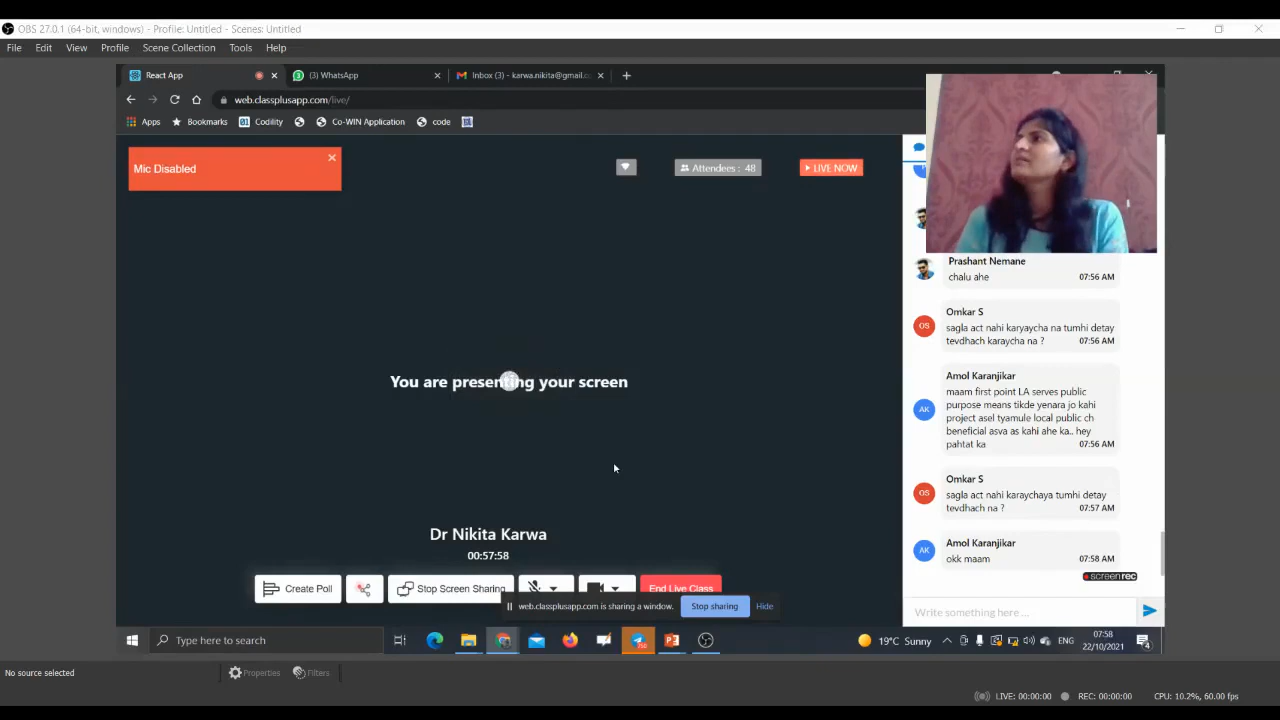 OBS 27.0.1 (64-bit, windows) - Profile: Untitled - Scenes: Untitled
File Edit View Profile Scene Collection Tools Help
React App
(3) WhatsApp
Inbox (3) - karwa.nikita@gmail.c
web.classplusapp.com/live/
Apps Bookmarks Codility Co-WIN Application code
Mic Disabled
Attendees : 48
LIVE NOW
Prashant Nemane
chalu ahe
07:56 AM
Omkar S
sagla act nahi karyaycha na tumhi detay
tevdhach karaycha na ?
07:56 AM
Amol Karanjikar
maam first point LA serves public
purpose means tikde yenara jo kahi
project asel tyamule local public ch
beneficial asva as kahi ahe ka.. hey
pahtat ka
07:56 AM
Omkar S
sagla act nahi karaychaya tumhi detay
tevdhach na ?
07:57 AM
Amol Karanjikar
okk maam
07:58 AM
screenrec
Write something here ...
You are presenting your screen
Dr Nikita Karwa
00:57:58
Create Poll
Stop Screen Sharing
End Live Class
web.classplusapp.com is sharing a window.
Stop sharing
Hide
Type here to search
19°C Sunny
ENG
07:58
22/10/2021
4
No source selected
Properties
Filters
LIVE: 00:00:00
REC: 00:00:00
CPU: 10.2%, 60.00 fps